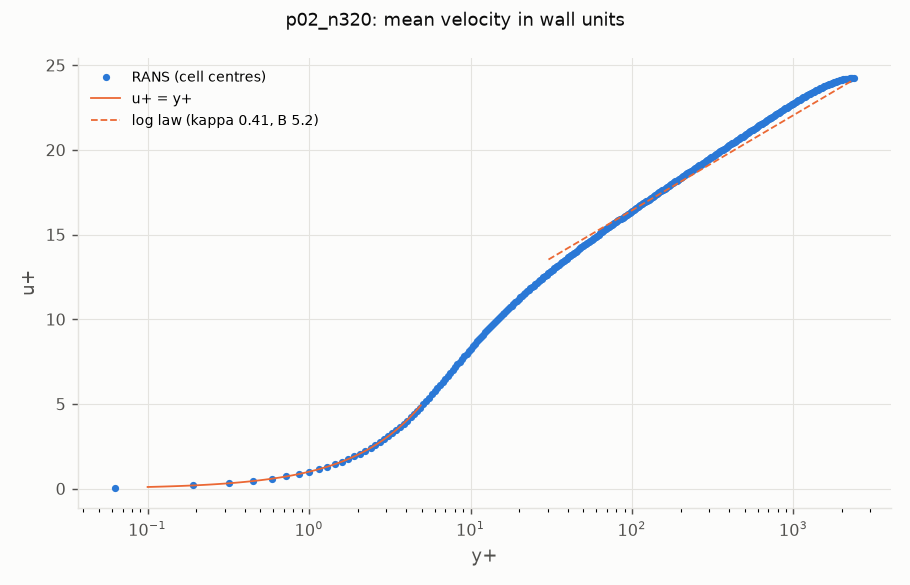 p02_n320: mean velocity in wall units
RANS (cell centres)
u+ = y+
log law (kappa 0.41, B 5.2)
u+
25
20
15
10
5
0
10⁻¹ 10⁰ 10¹ 10² 10³
y+